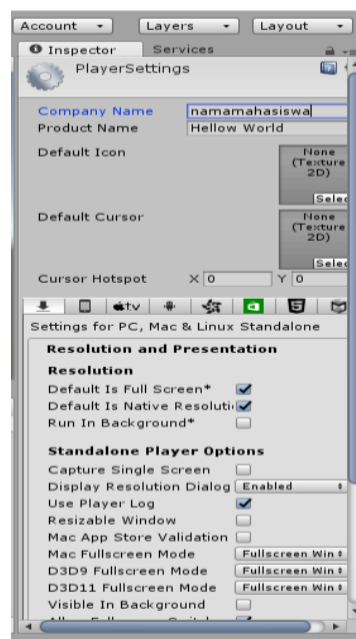 Account Layers Layout
Inspector Services
PlayerSettings
Company Name namamahasiswa
Product Name Hellow World
Default Icon None
(Texture
2D)
Selec
Default Cursor None
(Texture
2D)
Selec
Cursor Hotspot X 0 Y 0
tv
Settings for PC, Mac & Linux Standalone
Resolution and Presentation
Resolution
Default Is Full Screen*
Default Is Native Resoluti
Run In Background*
Standalone Player Options
Capture Single Screen
Display Resolution Dialog Enabled
Use Player Log
Resizable Window
Mac App Store Validation
Mac Fullscreen Mode Fullscreen Win
D3D9 Fullscreen Mode Fullscreen Win
D3D11 Fullscreen Mode Fullscreen Win
Visible In Background